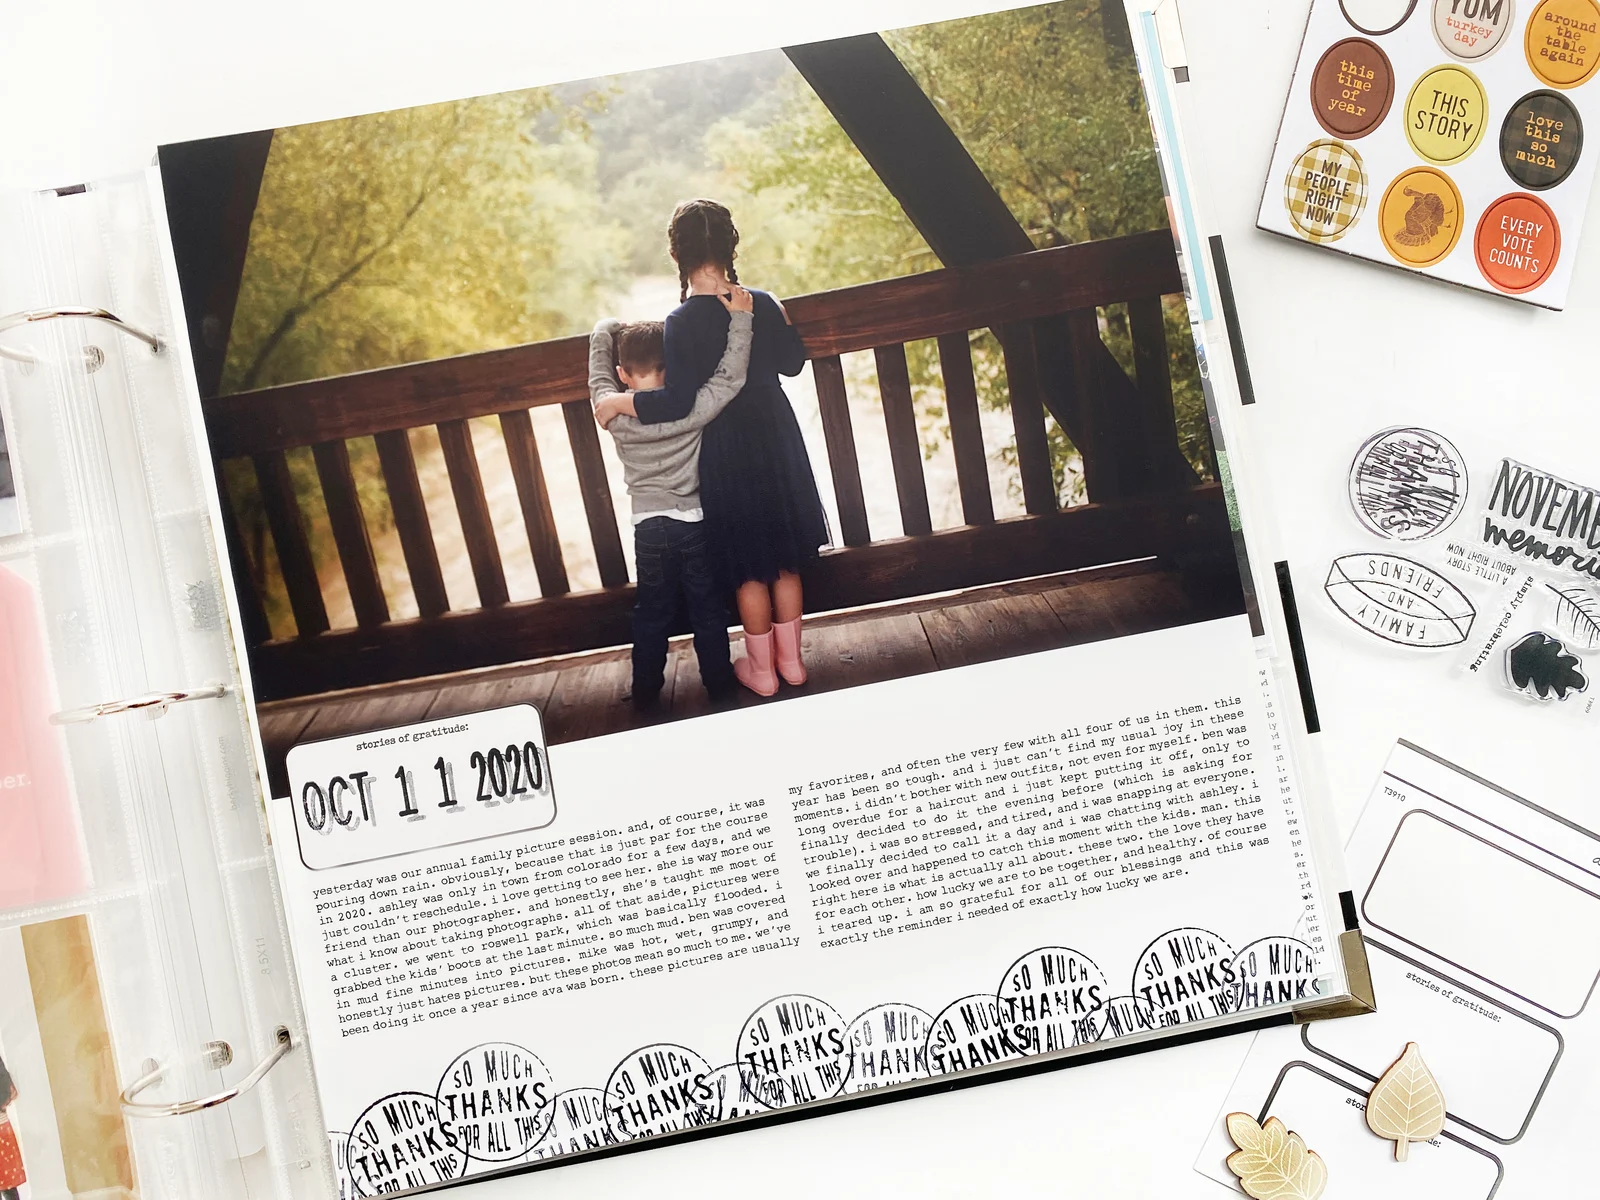 stories of gratitude:
OCT 11 2020
yesterday was our annual family picture session. and, of course, it was
pouring down rain. obviously, because that is just par for the course
in 2020. ashley was only in town from colorado for a few days, and we
just couldn't reschedule. i love getting to see her. she is way more our
friend than our photographer. and honestly, she's taught me most of
what i know about taking photographs. all of that aside, pictures were
a cluster. we went to roswell park, which was basically flooded. i
grabbed the kids' boots at the last minute. so much mud. ben was covered
in mud fine minutes into pictures. mike was hot, wet, grumpy, and
honestly just hates pictures. but these photos mean so much to me. we've
been doing it once a year since ava was born. these pictures are usually
my favorites, and often the very few with all four of us in them. this
year has been so tough. and i just can't find my usual joy in these
moments. i didn't bother with new outfits, not even for myself. ben was
long overdue for a haircut and i just kept putting it off, only to
finally decided to do it the evening before (which is asking for
trouble). i was so stressed, and tired, and i was snapping at everyone.
we finally decided to call it a day and i was chatting with ashley. i
looked over and happened to catch this moment with the kids. man. this
right here is what is actually all about. these two. the love they have
for each other. how lucky we are to be together, and healthy. of course
i teared up. i am so grateful for all of our blessings and this was
exactly the reminder i needed of exactly how lucky we are.
SO MUCH
THANKS
FOR ALL THIS
SO MUCH
THANKS
FOR ALL THIS
SO MUCH
THANKS
FOR ALL THIS
SO MUCH
THANKS
FOR ALL THIS
SO MUCH
THANKS
FOR ALL THIS
SO MUCH
THANKS
SO MUCH
THANKS
FOR ALL THIS
SO MUCH
THANKS
FOR ALL THIS
SO MUCH
THANKS
YUM
turkey
day
around
the
table
again
this
time
of
year
THIS
STORY
love
this
so
much
MY
PEOPLE
RIGHT
NOW
EVERY
VOTE
COUNTS
THANKS
NOVEMB
memori
A LITTLE STORY
ABOUT RIGHT NOW
FAMILY
AND
FRIENDS
simply celebrating
T3910
stories of gratitude:
her.